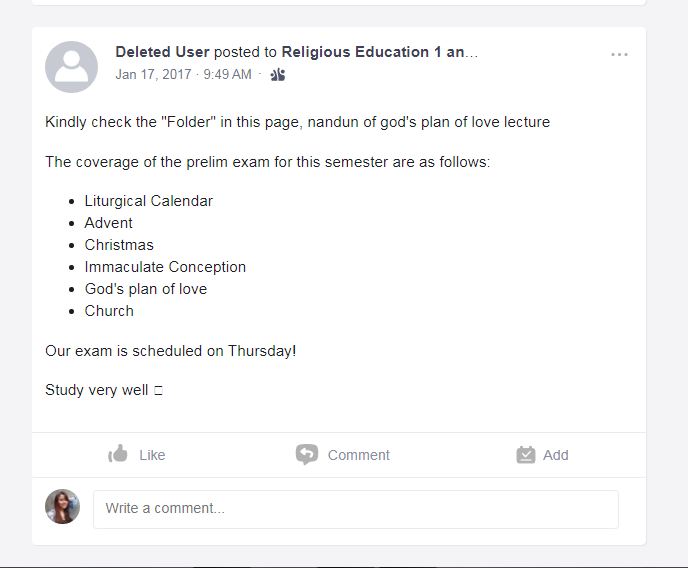 Deleted User posted to Religious Education 1 an...
Jan 17, 2017 · 9:49 AM ·
Kindly check the "Folder" in this page, nandun of god's plan of love lecture
The coverage of the prelim exam for this semester are as follows:
• Liturgical Calendar
• Advent
• Christmas
• Immaculate Conception
• God's plan of love
• Church
Our exam is scheduled on Thursday!
Study very well
Like Comment Add
Write a comment...